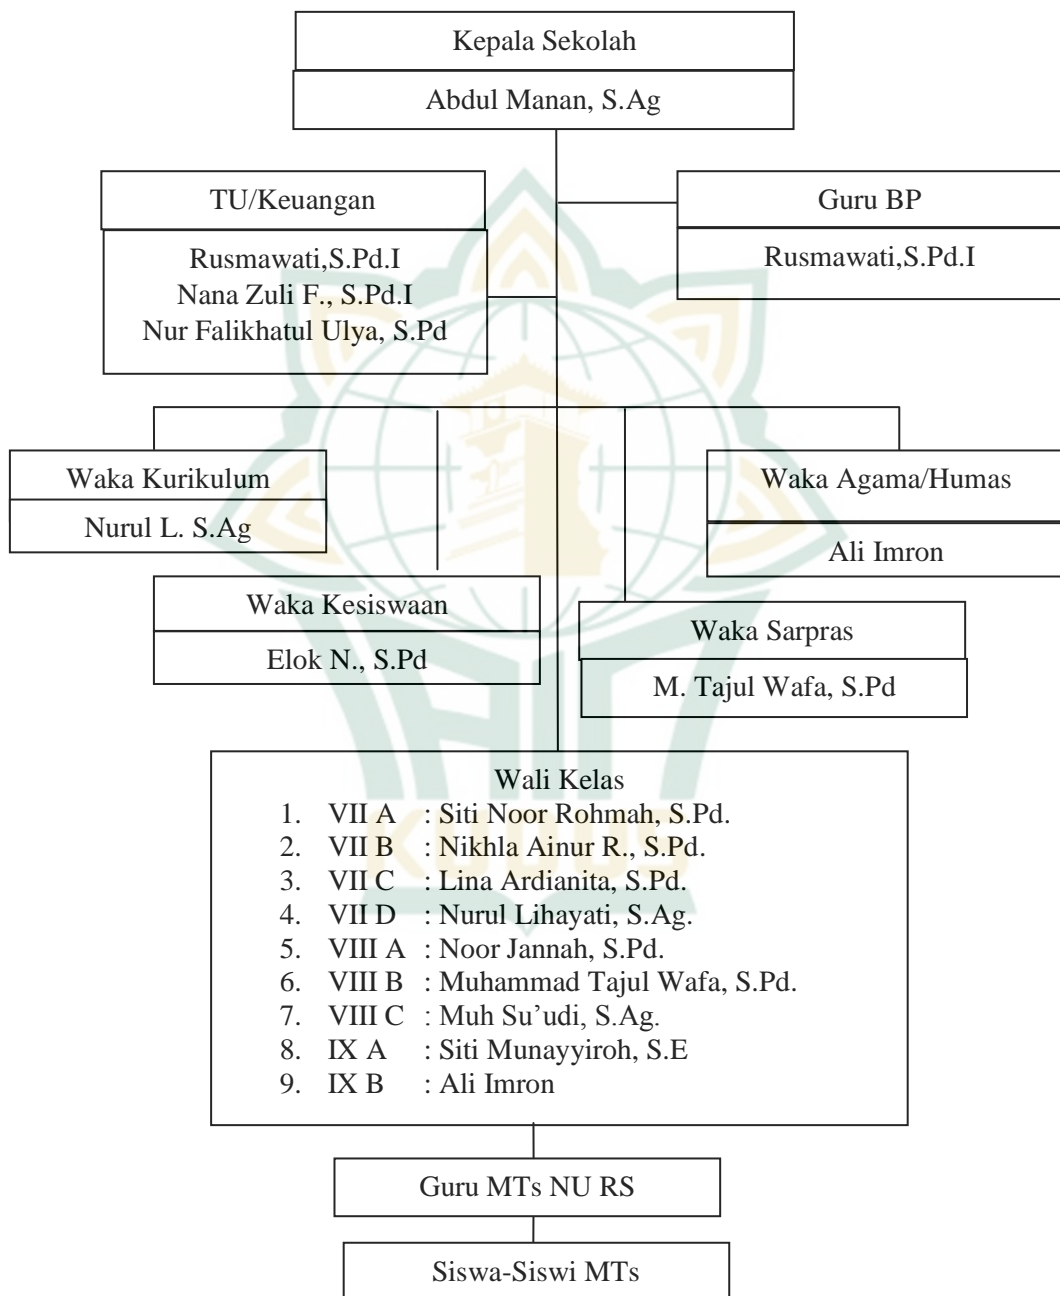 Kepala Sekolah
Abdul Manan, S.Ag
TU/Keuangan
Rusmawati,S.Pd.I
Nana Zuli F., S.Pd.I
Nur Falikhatul Ulya, S.Pd
Guru BP
Rusmawati,S.Pd.I
Waka Kurikulum
Nurul L. S.Ag
Waka Agama/Humas
Ali Imron
Waka Kesiswaan
Elok N., S.Pd
Waka Sarpras
M. Tajul Wafa, S.Pd
Wali Kelas
1. VII A : Siti Noor Rohmah, S.Pd.
2. VII B : Nikhla Ainur R., S.Pd.
3. VII C : Lina Ardianita, S.Pd.
4. VII D : Nurul Lihayati, S.Ag.
5. VIII A : Noor Jannah, S.Pd.
6. VIII B : Muhammad Tajul Wafa, S.Pd.
7. VIII C : Muh Su’udi, S.Ag.
8. IX A : Siti Munayyiroh, S.E
9. IX B : Ali Imron
KUDUS
Guru MTs NU RS
Siswa-Siswi MTs